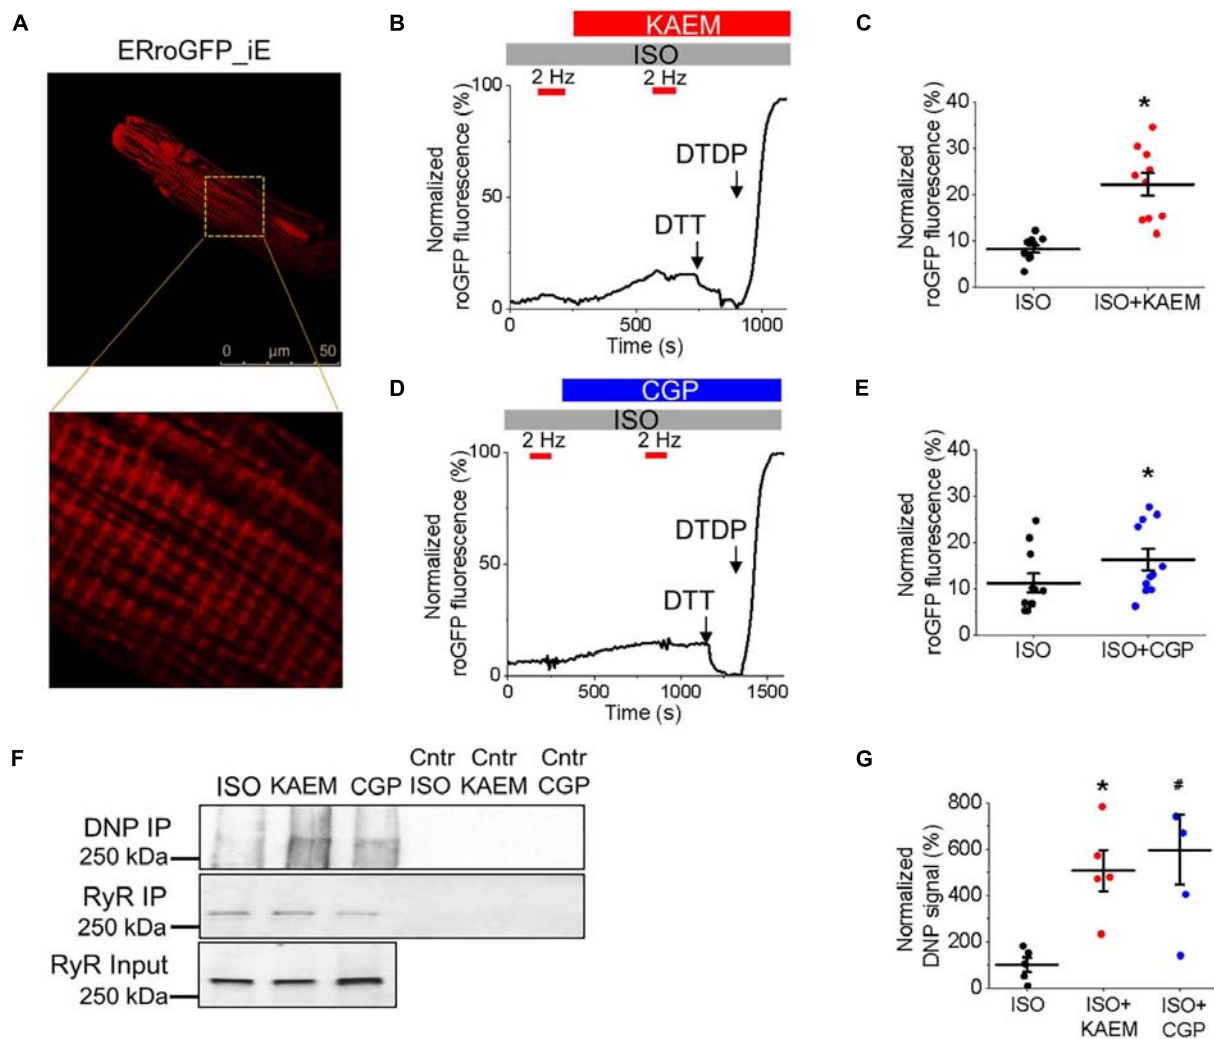 A
ERroGFP_iE
0 µm 50
B
KAEM
ISO
2 Hz 2 Hz
100
50
0
DTDP
DTT
Normalized
roGFP fluorescence (%)
0 500 1000
Time (s)
C
Normalized
roGFP fluorescence (%)
40
30
20
10
0
*
ISO ISO+KAEM
D
CGP
ISO
2 Hz 2 Hz
100
50
0
DTDP
DTT
Normalized
roGFP fluorescence (%)
0 500 1000 1500
Time (s)
E
Normalized
roGFP fluorescence (%)
40
30
20
10
0
*
ISO ISO+CGP
F
Cntr Cntr Cntr
ISO KAEM CGP ISO KAEM CGP
DNP IP
250 kDa
RyR IP
250 kDa
RyR Input
250 kDa
G
Normalized
DNP signal (%)
800
600
400
200
0
* #
ISO ISO+ ISO+
KAEM CGP